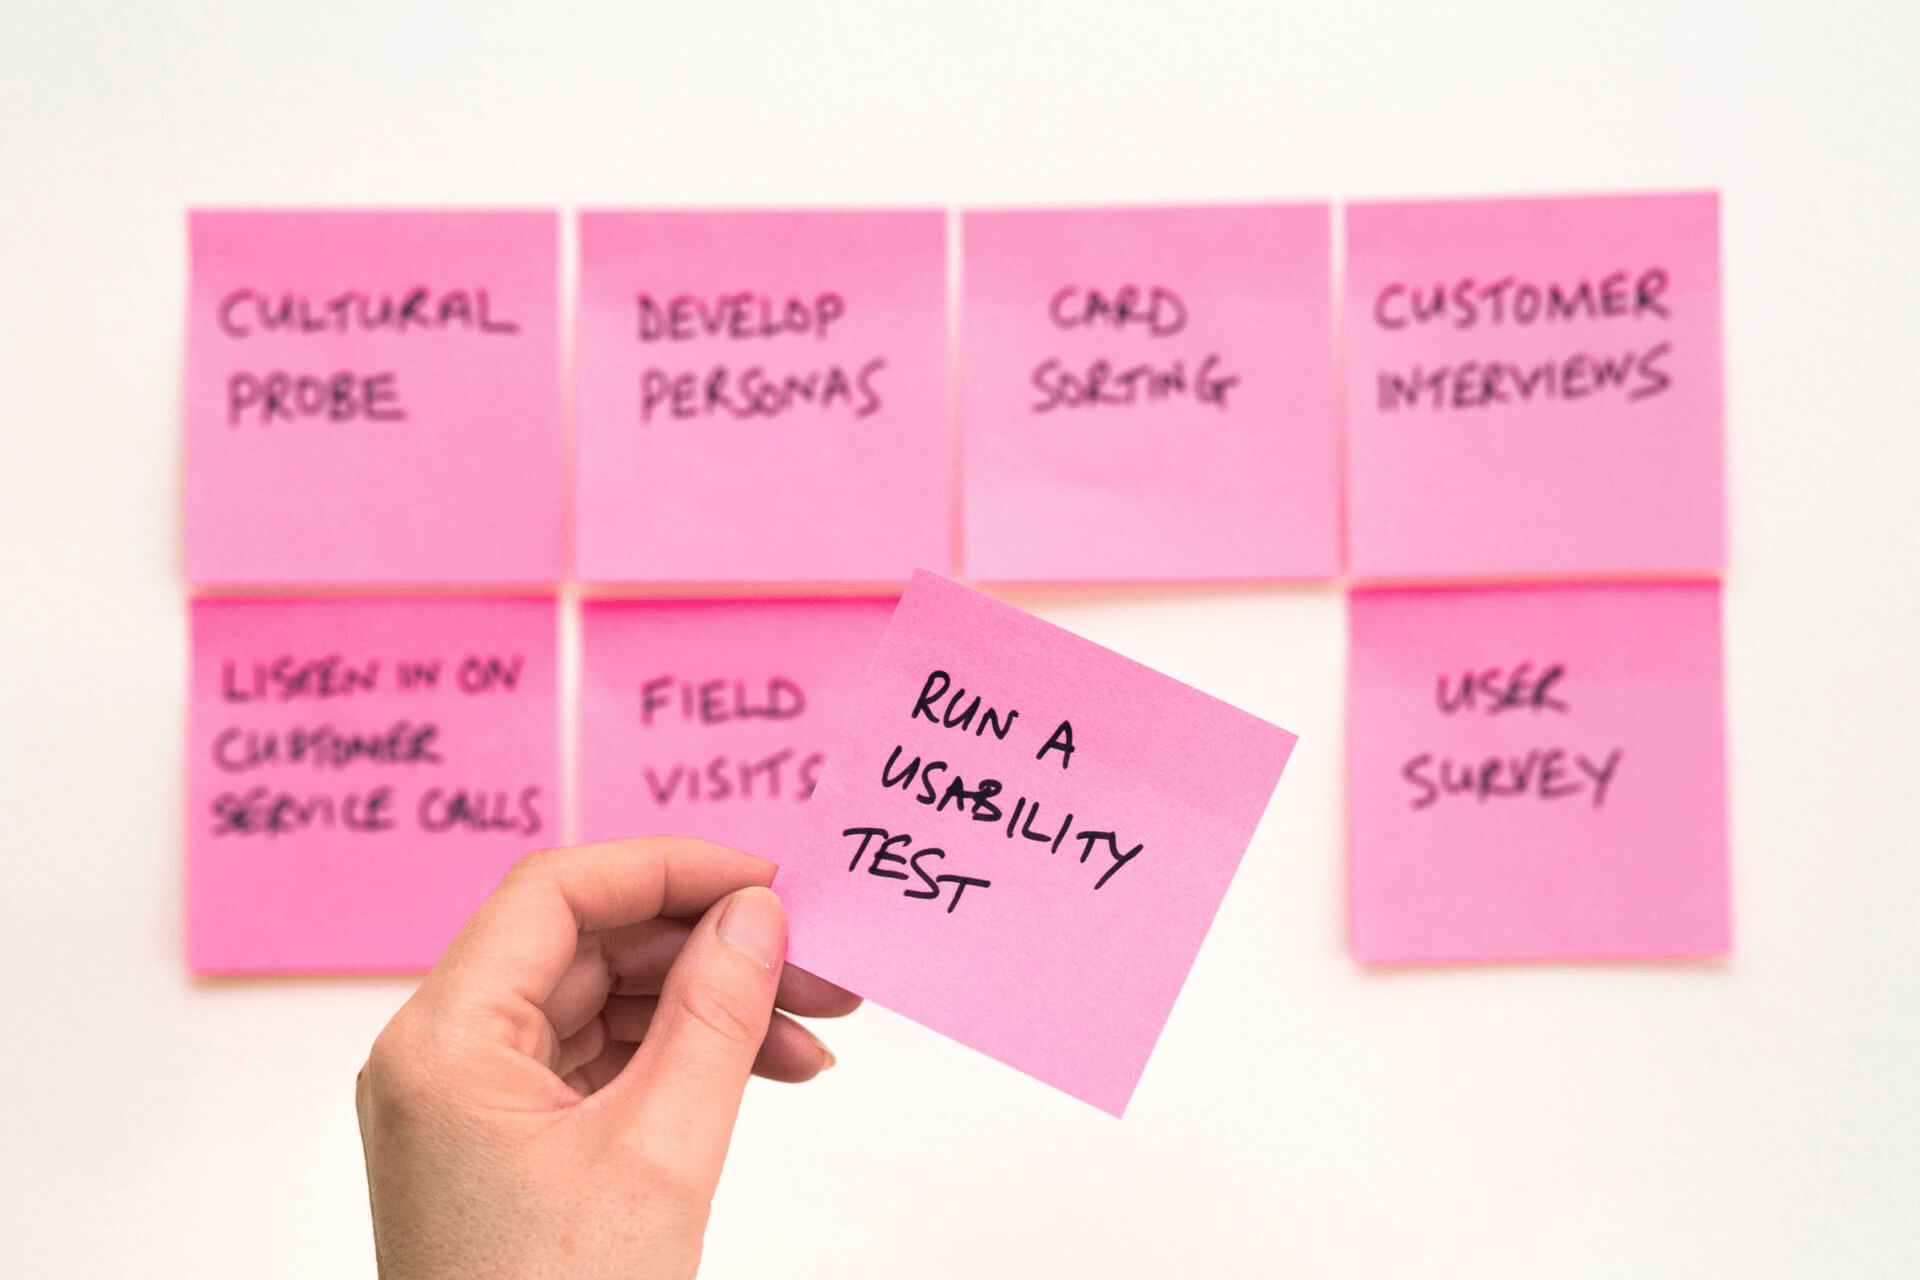 CULTURAL
PROBE
DEVELOP
PERSONAS
CARD
SORTING
CUSTOMER
INTERVIEWS
LISTEN IN ON
CUSTOMER
SERVICE CALLS
FIELD
VISITS
RUN A
USABILITY
TEST
USER
SURVEY